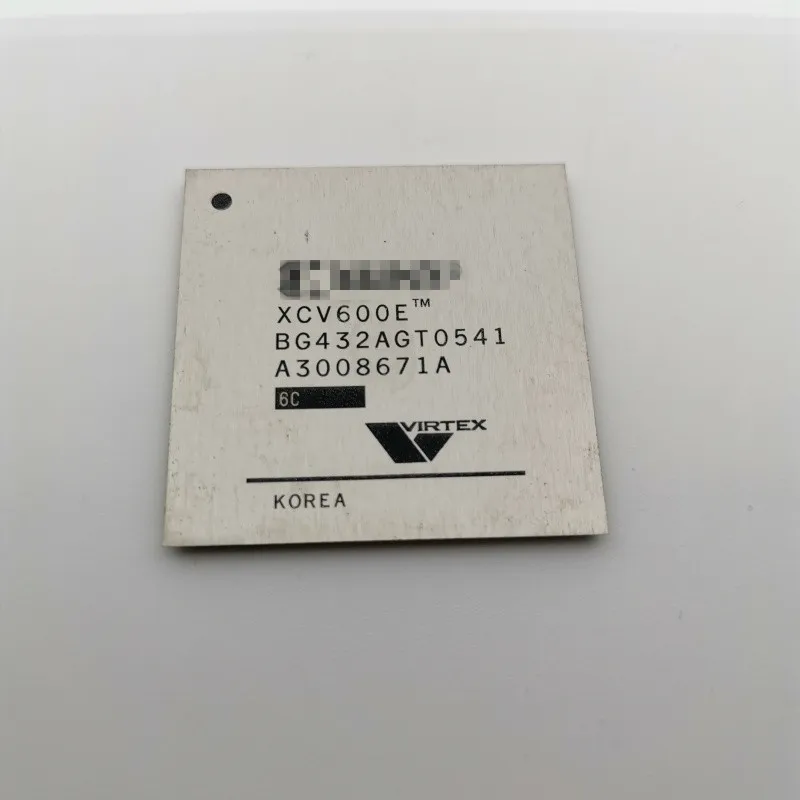 XCV600E™
BG432AGT0541
A3008671A
6C
VIRTEX
KOREA